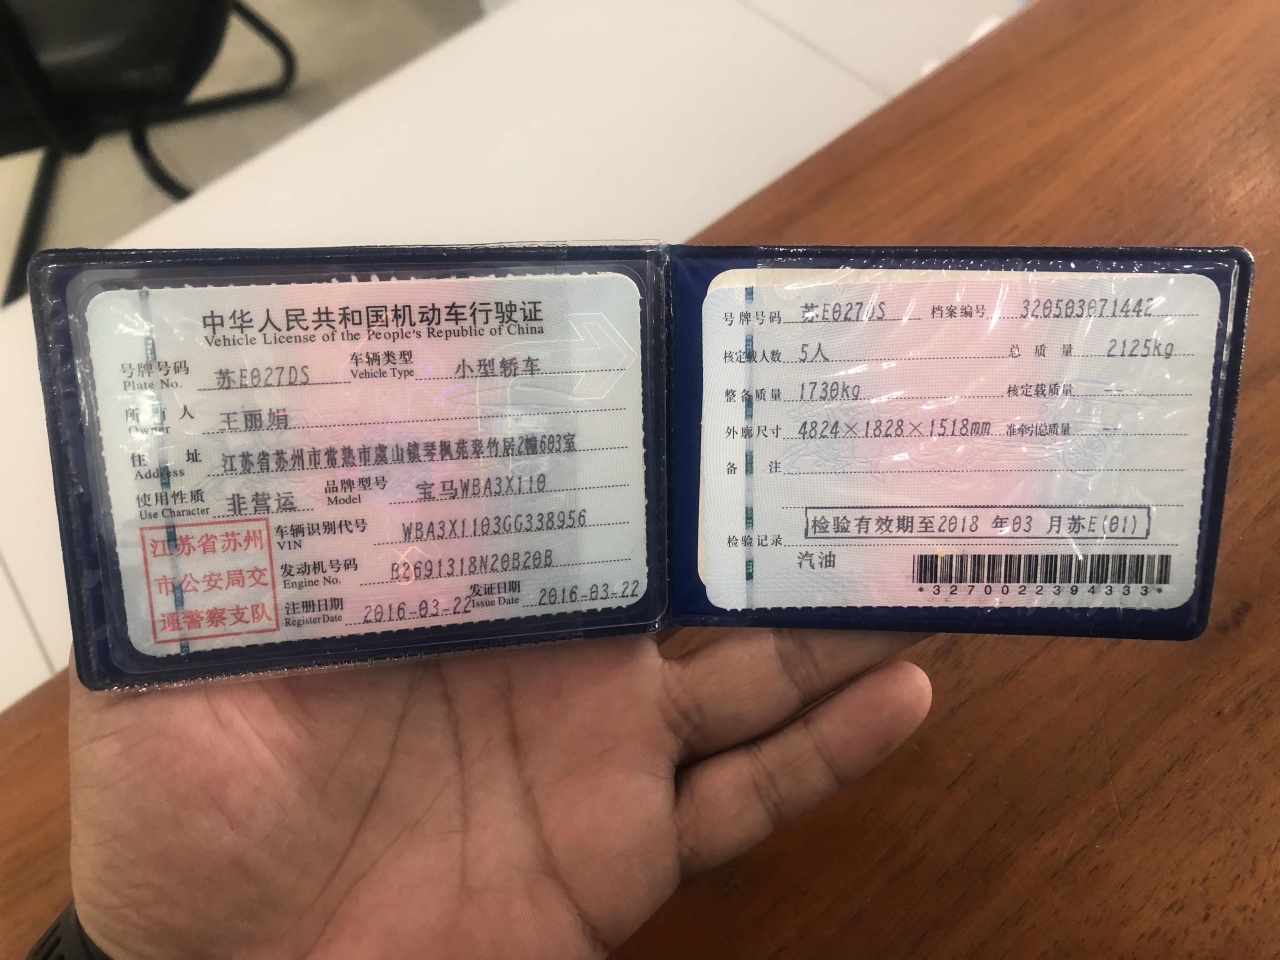 中华人民共和国机动车行驶证
Vehicle License of the People's Republic of China
号牌号码 苏E027DS 车辆类型 小型轿车
Plate No. Vehicle Type
所有人 王丽娟
Owner
住址 江苏省苏州市常熟市虞山镇琴枫苑翠竹居2幢603室
Address
使用性质 非营运 品牌型号 宝马WBA3X110
Use Character Model
车辆识别代号 WBA3X1103GG338956
VIN
发动机号码 B2691318N20B20B
Engine No.
注册日期 2016-03-22 发证日期 2016-03-22
Register Date Issue Date
江苏省苏州
市公安局交
通警察支队
号牌号码 苏E027DS 档案编号 320503071442
核定载人数 5人 总质量 2125kg
整备质量 1730kg 核定载质量 --
外廓尺寸 4824×1828×1518mm 准牵引总质量 --
备注
检验有效期至2018 年03 月苏E(01)
检验记录
汽油
*3270022394333*